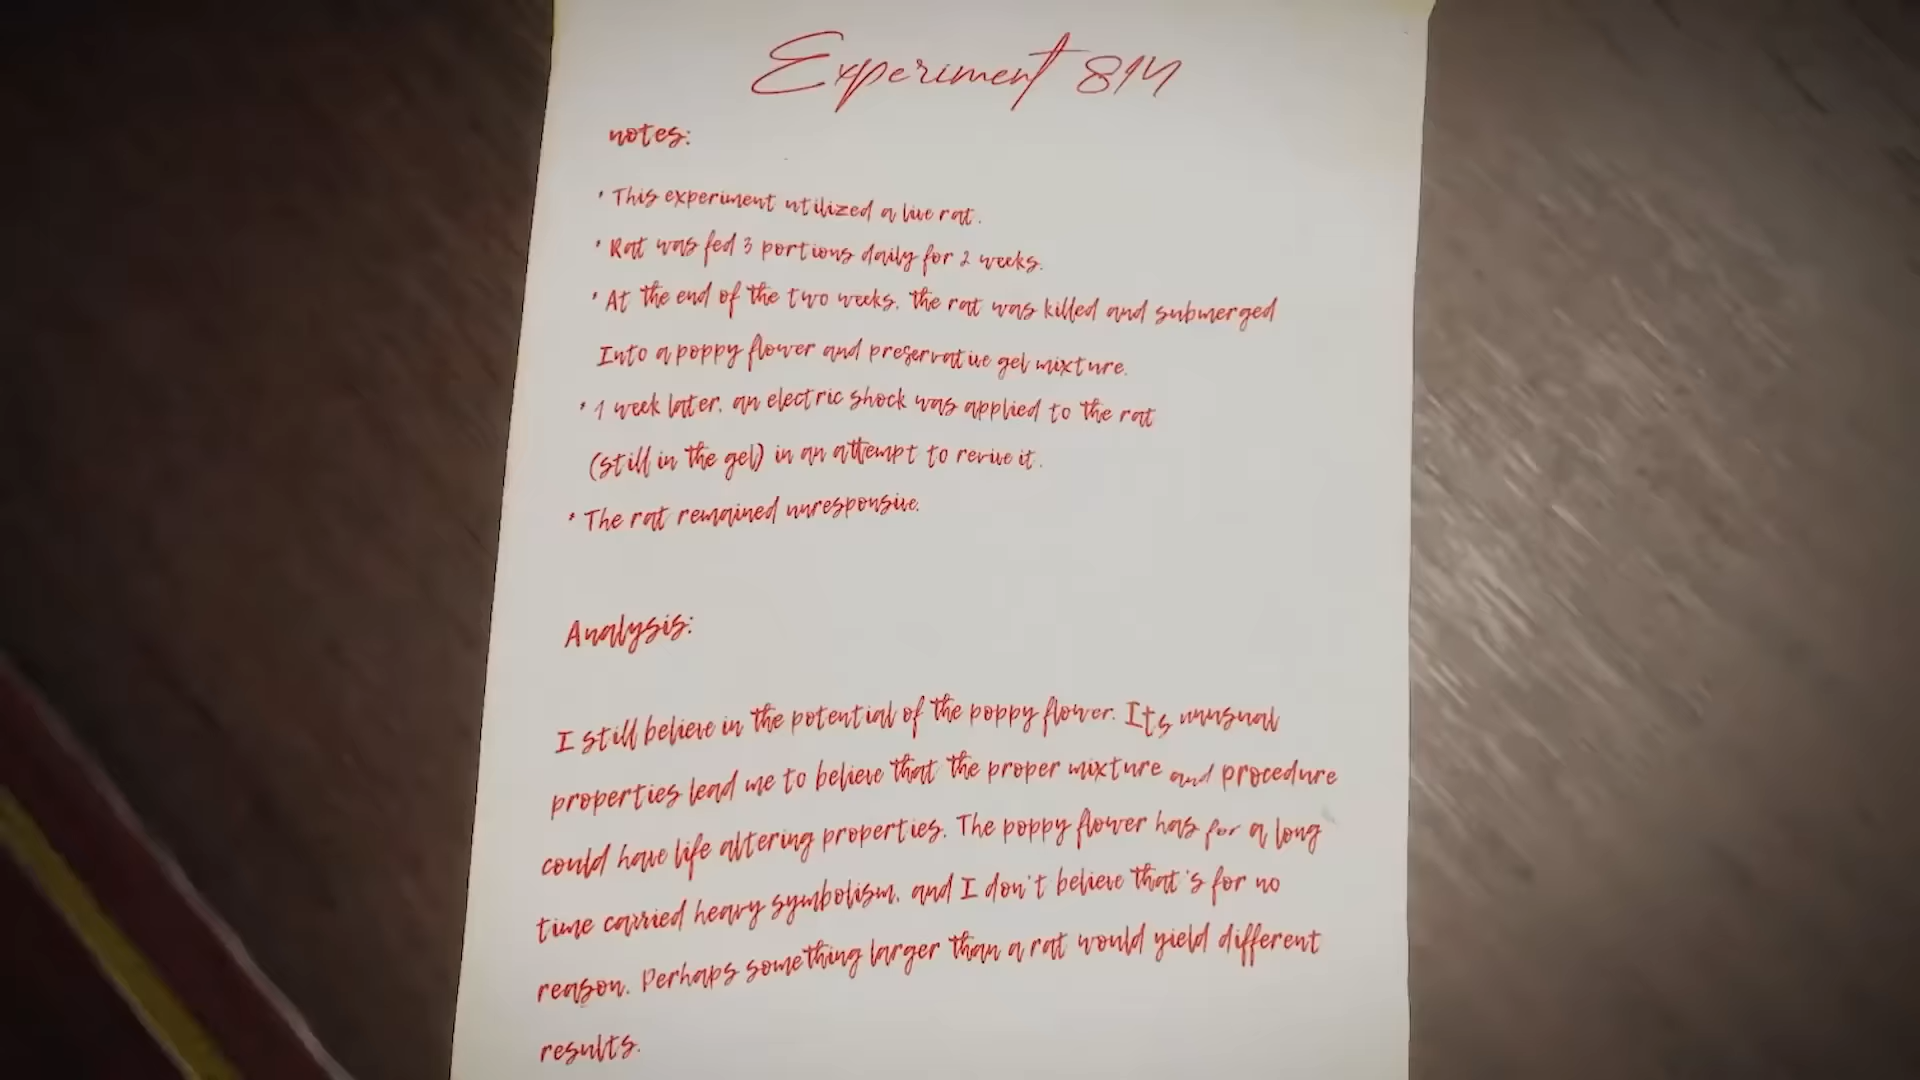 Experiment 814
notes:
* This experiment utilized a live rat.
* Rat was fed 3 portions daily for 2 weeks.
* At the end of the two weeks, the rat was killed and submerged
Into a poppy flower and preservative gel mixture.
* 1 week later, an electric shock was applied to the rat
(still in the gel) in an attempt to revive it.
* The rat remained unresponsive.
Analysis:
I still believe in the potential of the poppy flower. Its unusual
properties lead me to believe that the proper mixture and procedure
could have life altering properties. The poppy flower has for a long
time carried heavy symbolism, and I don't believe that's for no
reason. Perhaps something larger than a rat would yield different
results.